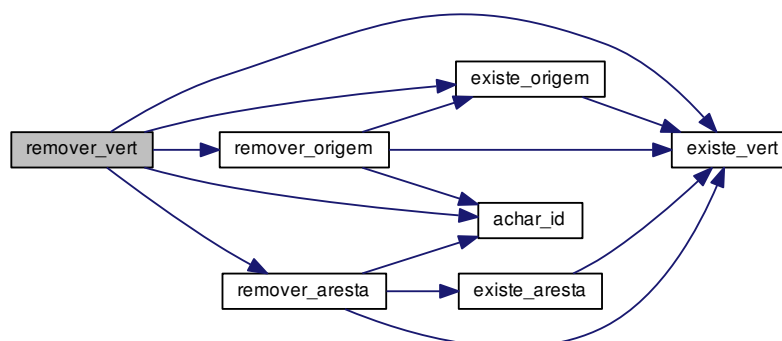 existe_origem
remover_vert
remover_origem
existe_vert
achar_id
remover_aresta
existe_aresta